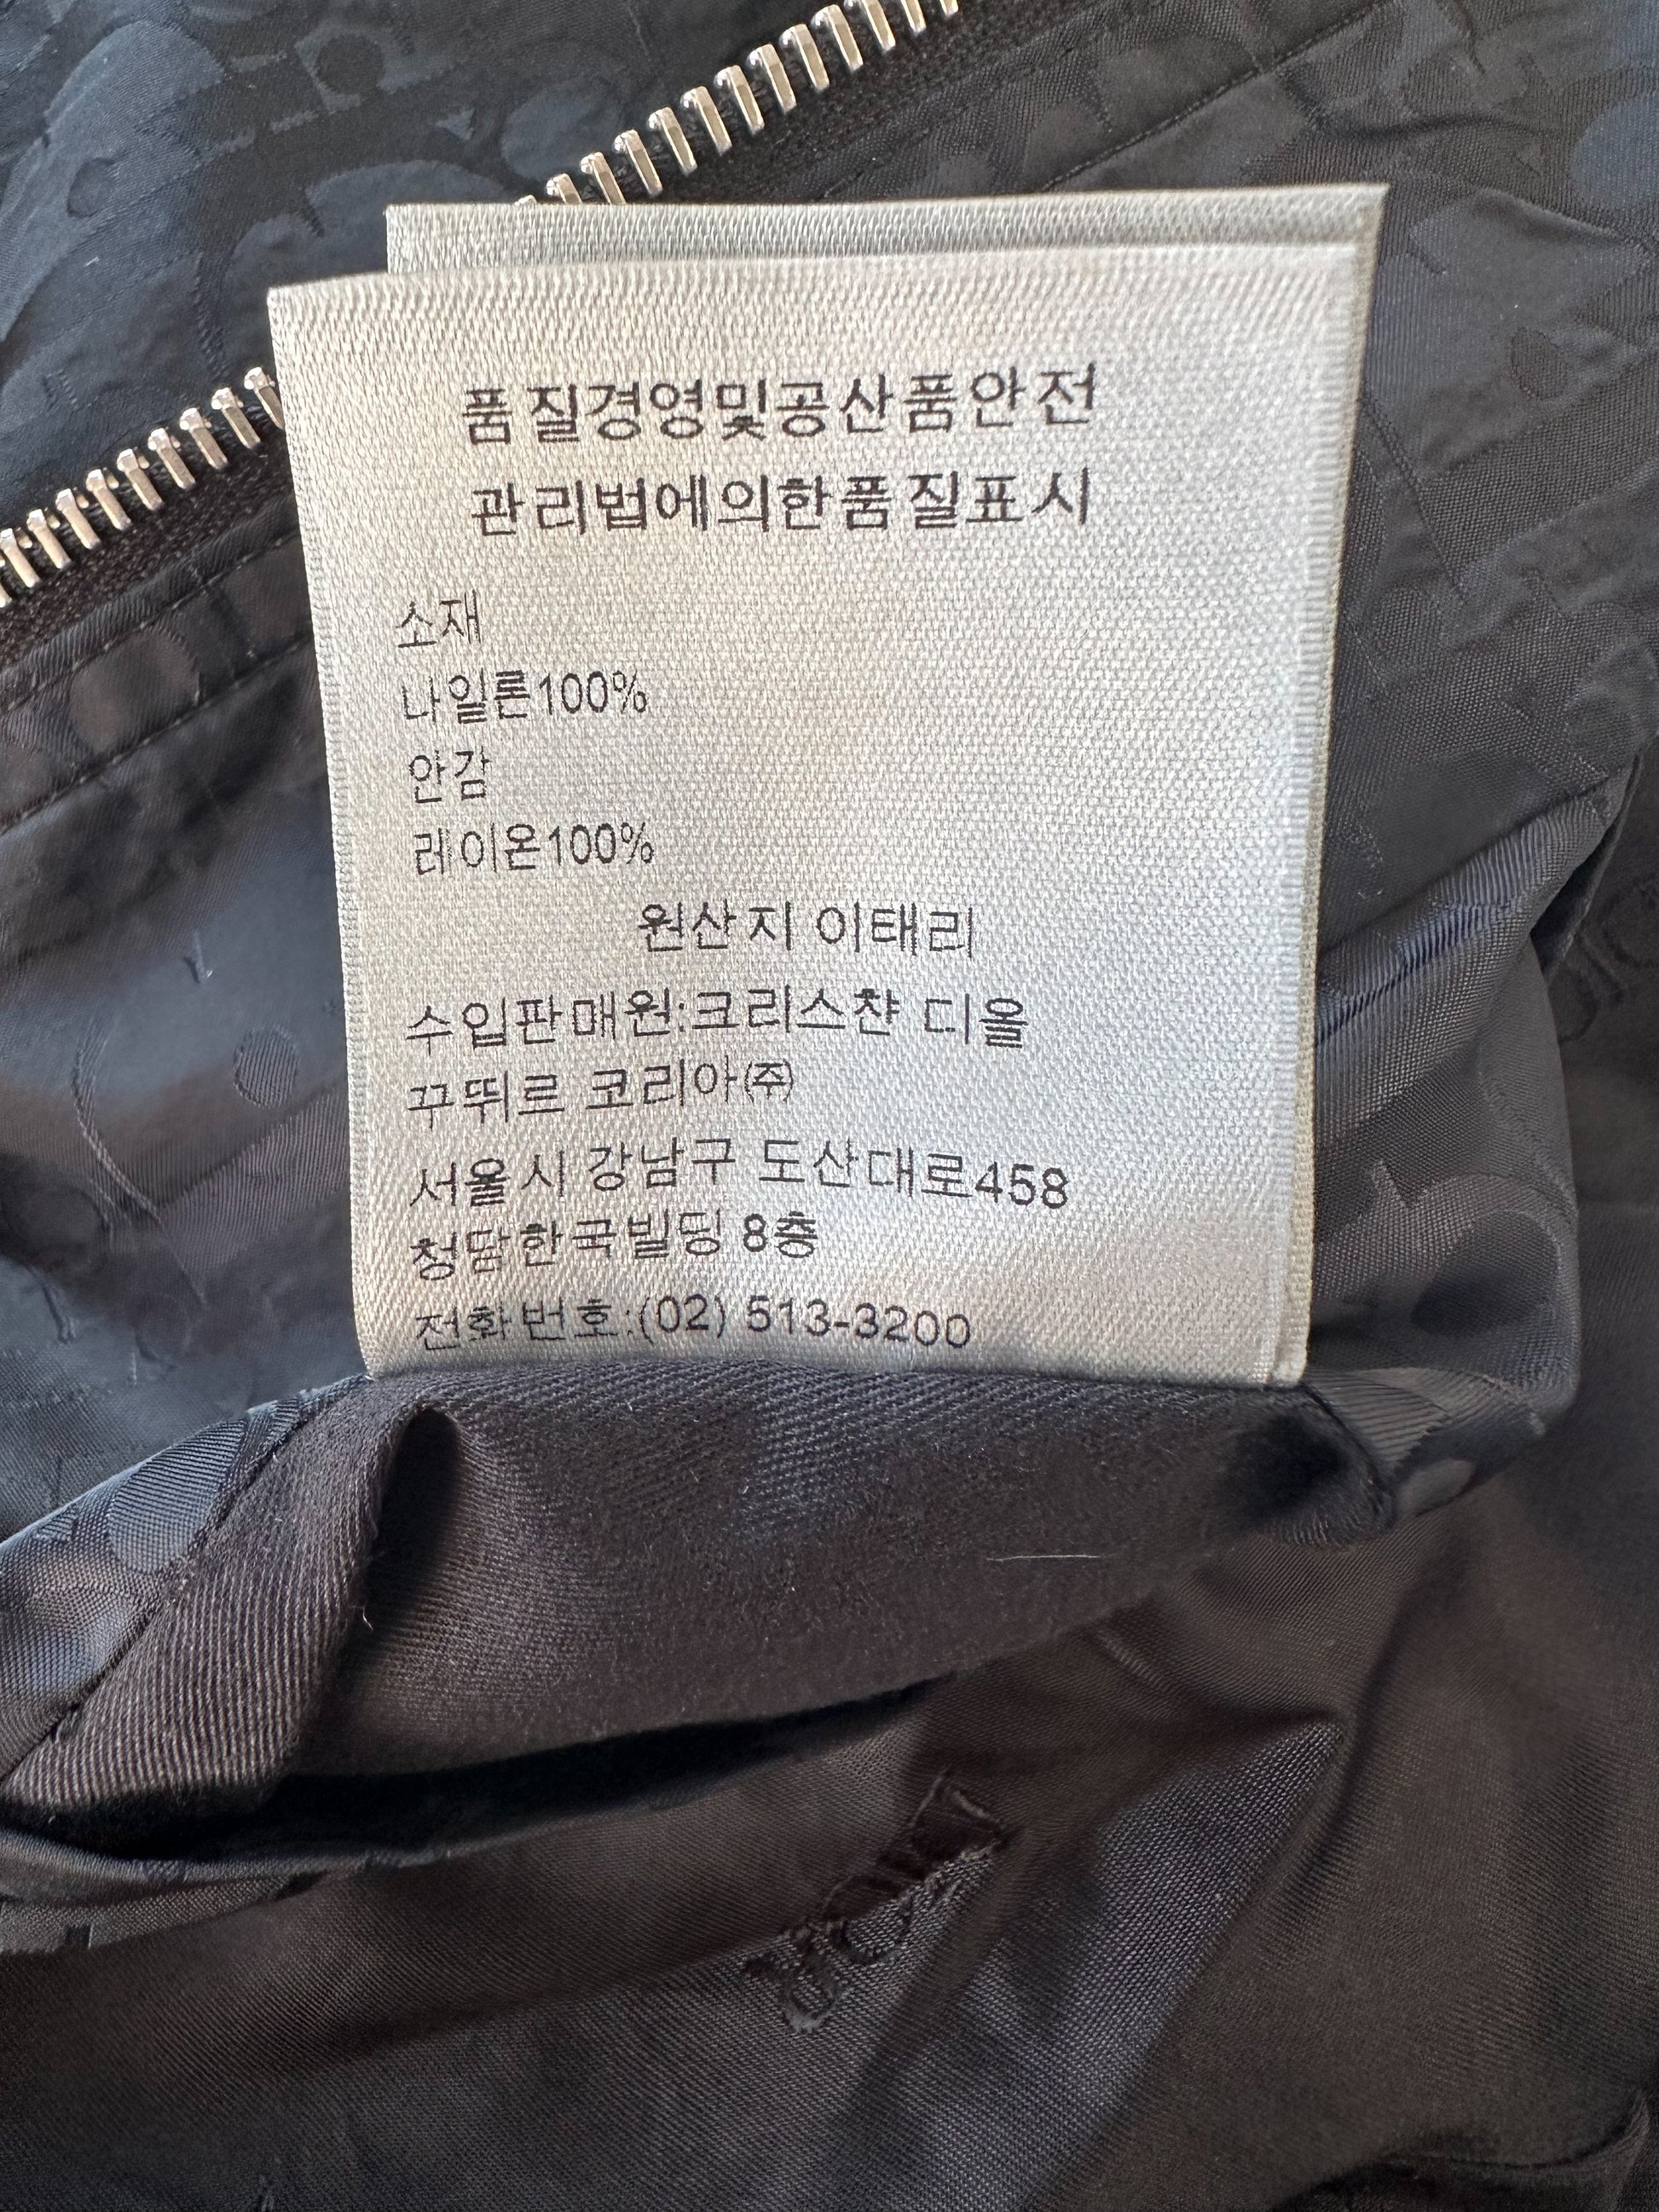 품질경영및공산품안전
관리법에의한품질표시
소재
나일론100%
안감
레이온100%
원산지 이태리
수입판매원:크리스챤 디올
꾸뛰르 코리아㈜
서울시 강남구 도산대로458
청담한국빌딩 8층
전화번호:(02) 513-3200